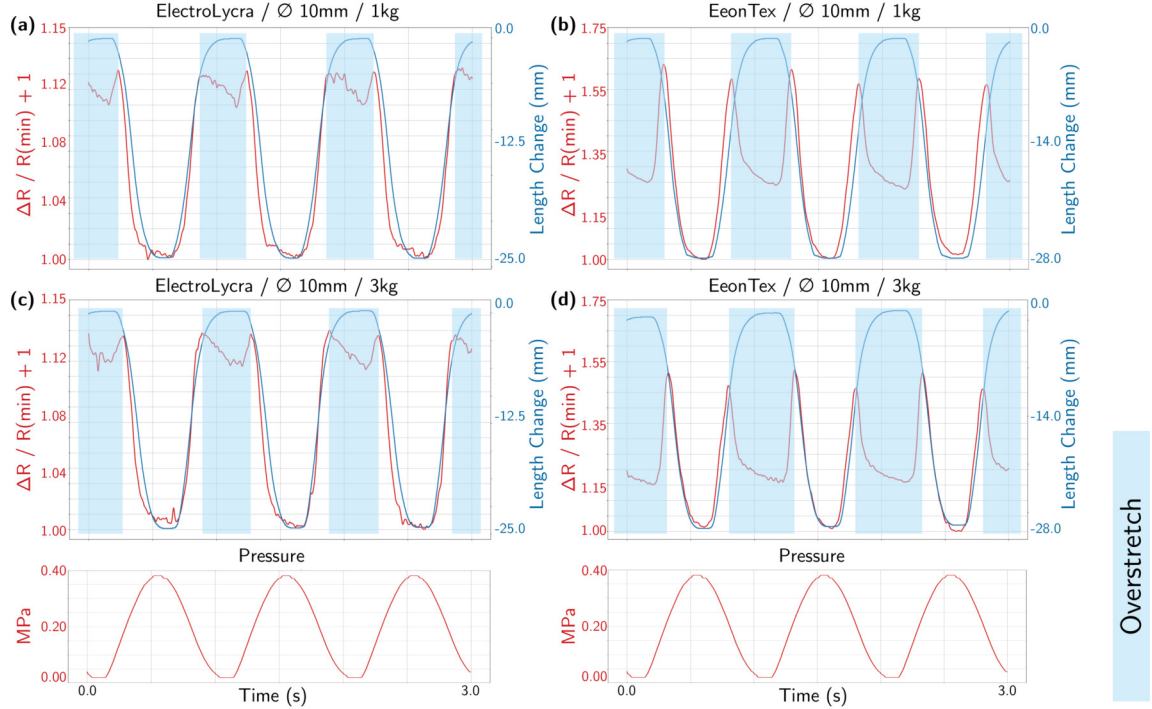 ElectroLycra / ∅ 10mm / 1kg
(a)
1.15
1.12
1.08
1.04
1.00
ΔR / R(min) + 1
0.0
-12.5
-25.0
Length Change (mm)
EeonTex / ∅ 10mm / 1kg
(b)
1.75
1.55
1.35
1.15
1.00
ΔR / R(min) + 1
0.0
-14.0
-28.0
Length Change (mm)
ElectroLycra / ∅ 10mm / 3kg
(c)
1.15
1.12
1.08
1.04
1.00
ΔR / R(min) + 1
0.0
-12.5
-25.0
Length Change (mm)
EeonTex / ∅ 10mm / 3kg
(d)
1.75
1.55
1.35
1.15
1.00
ΔR / R(min) + 1
0.0
-14.0
-28.0
Length Change (mm)
Pressure
0.40
0.20
0.00
MPa
0.0
Time (s)
3.0
Pressure
0.40
0.20
0.00
MPa
0.0
Time (s)
3.0
Overstretch